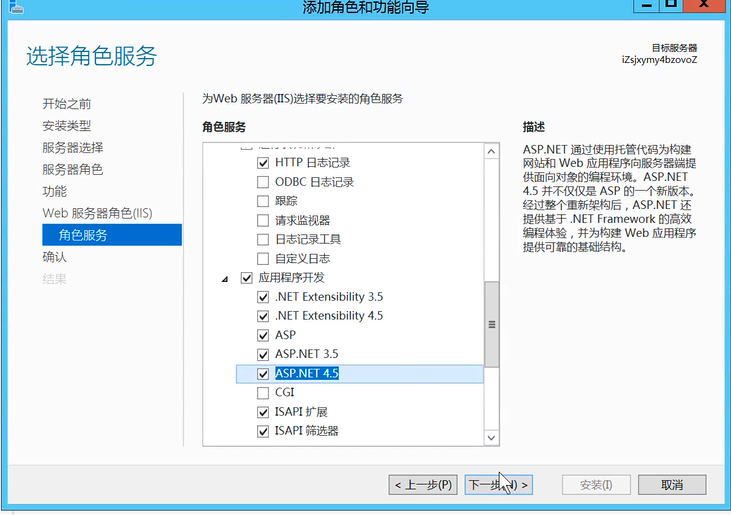 添加角色和功能向导
选择角色服务
目标服务器
iZsjxymy4bzovoZ
开始之前
安装类型
服务器选择
服务器角色
功能
Web 服务器角色(IIS)
角色服务
确认
结果
为Web 服务器(IIS)选择要安装的角色服务
角色服务
HTTP 日志记录
ODBC 日志记录
跟踪
请求监视器
日志记录工具
自定义日志
应用程序开发
.NET Extensibility 3.5
.NET Extensibility 4.5
ASP
ASP.NET 3.5
ASP.NET 4.5
CGI
ISAPI 扩展
ISAPI 筛选器
描述
ASP.NET 通过使用托管代码为构建
网站和 Web 应用程序向服务器端提
供面向对象的编程环境。ASP.NET
4.5 并不仅仅是 ASP 的一个新版本。
经过整个重新架构后，ASP.NET 还
提供基于 .NET Framework 的高效
编程体验，并为构建 Web 应用程序
提供可靠的基础结构。
< 上一步(P)
下一步(N) >
安装(I)
取消